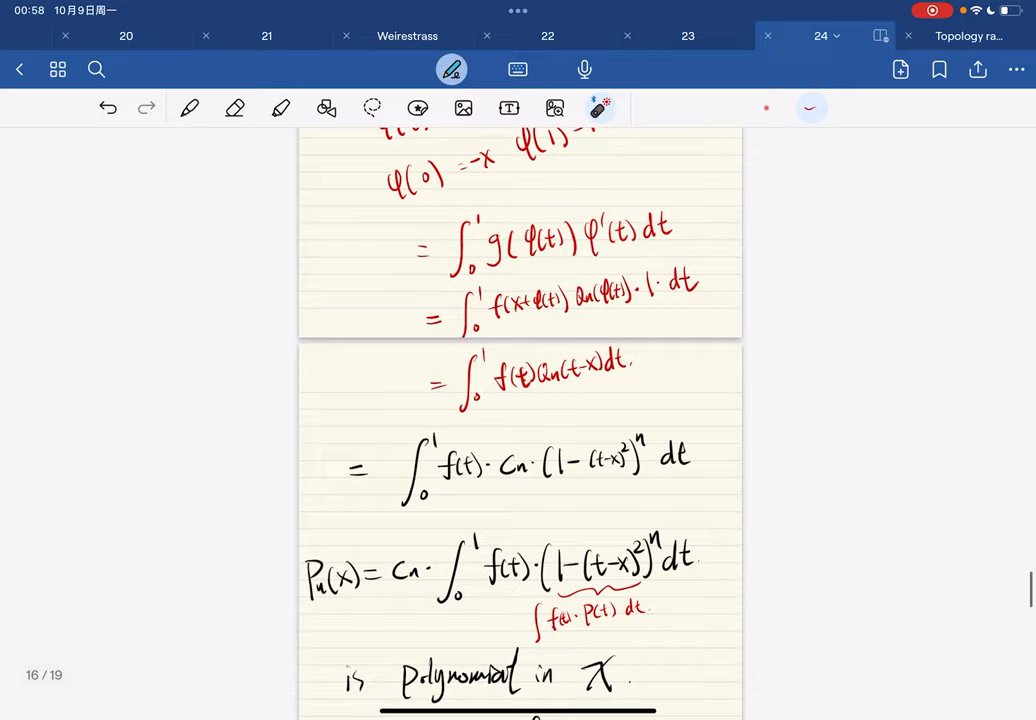 00:58 10月9日周一
20
21
Weirestrass
22
23
24
Topology ra...
φ(0) = -x φ(1)
= ∫₀¹ g(φ(t)) φ'(t) dt
= ∫₀¹ f(x+φ(t)) Qn(φ(t)) · 1 · dt
= ∫₀¹ f(t) Qn(t-x) dt.
= ∫₀¹ f(t) · Cn · (1 - (t-x)²)ⁿ dt
Pn(x) = Cn · ∫₀¹ f(t) · (1 - (t-x)²)ⁿ dt.
∫ f(t) · P(t) dt.
is polynomial in x.
16 / 19